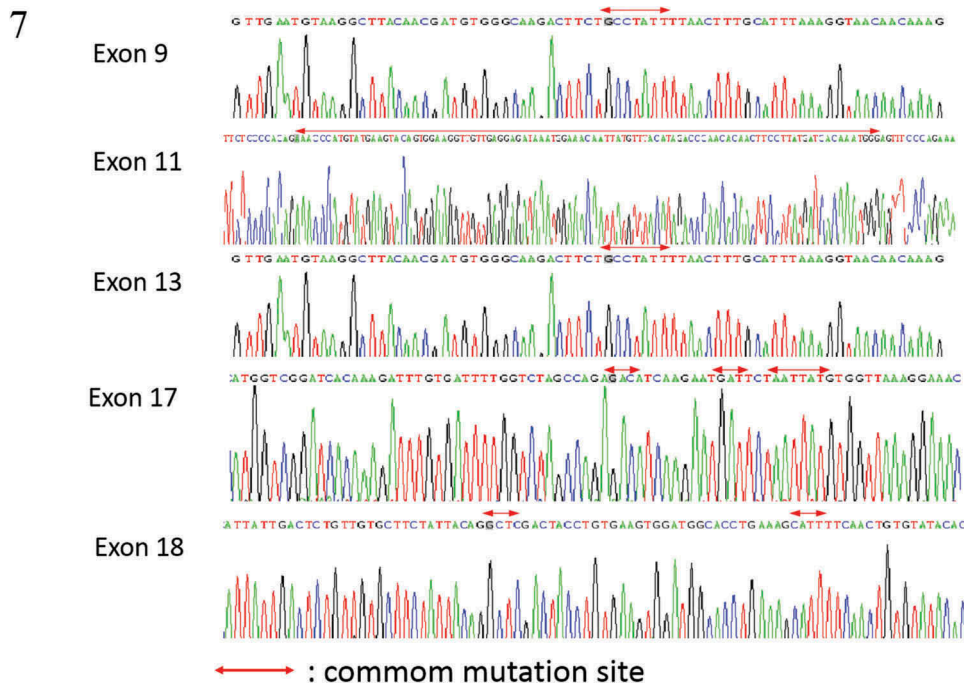 7
GTTGAATGTAAGGCTTACAACGATGTGGGCAAGACTTCTGCCTATTTTAACTTTGCATTTAAAGGTAACAACAAAG
Exon 9
Exon 11
GTTGAATGTAAGGCTTACAACGATGTGGGCAAGACTTCTGCCTATTTTAACTTTGCATTTAAAGGTAACAACAAAG
Exon 13
CATGGTCGGATCACAAAGATTTGTGATTTTGGTCTAGCCAGAGACATCAAGAATGATTCTAATTATGTGGTTAAAGGAAAC
Exon 17
ATTATTGACTCTGTTGTGCTTCTATTACAGGCTCGACTACCTGTGAAGTGGATGGCACCTGAAAGCATTTTCAACTGTGTATACAC
Exon 18
: commom mutation site